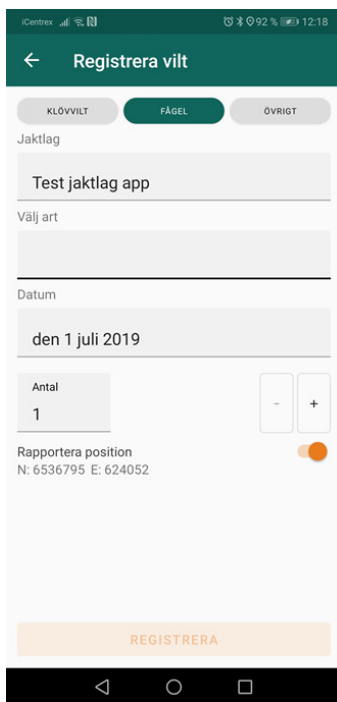 iCentrex 92 % 12:18
Registrera vilt
KLÖVVILT FÅGEL ÖVRIGT
Jaktlag
Test jaktlag app
Välj art
Datum
den 1 juli 2019
Antal
1 - +
Rapportera position
N: 6536795 E: 624052
REGISTRERA